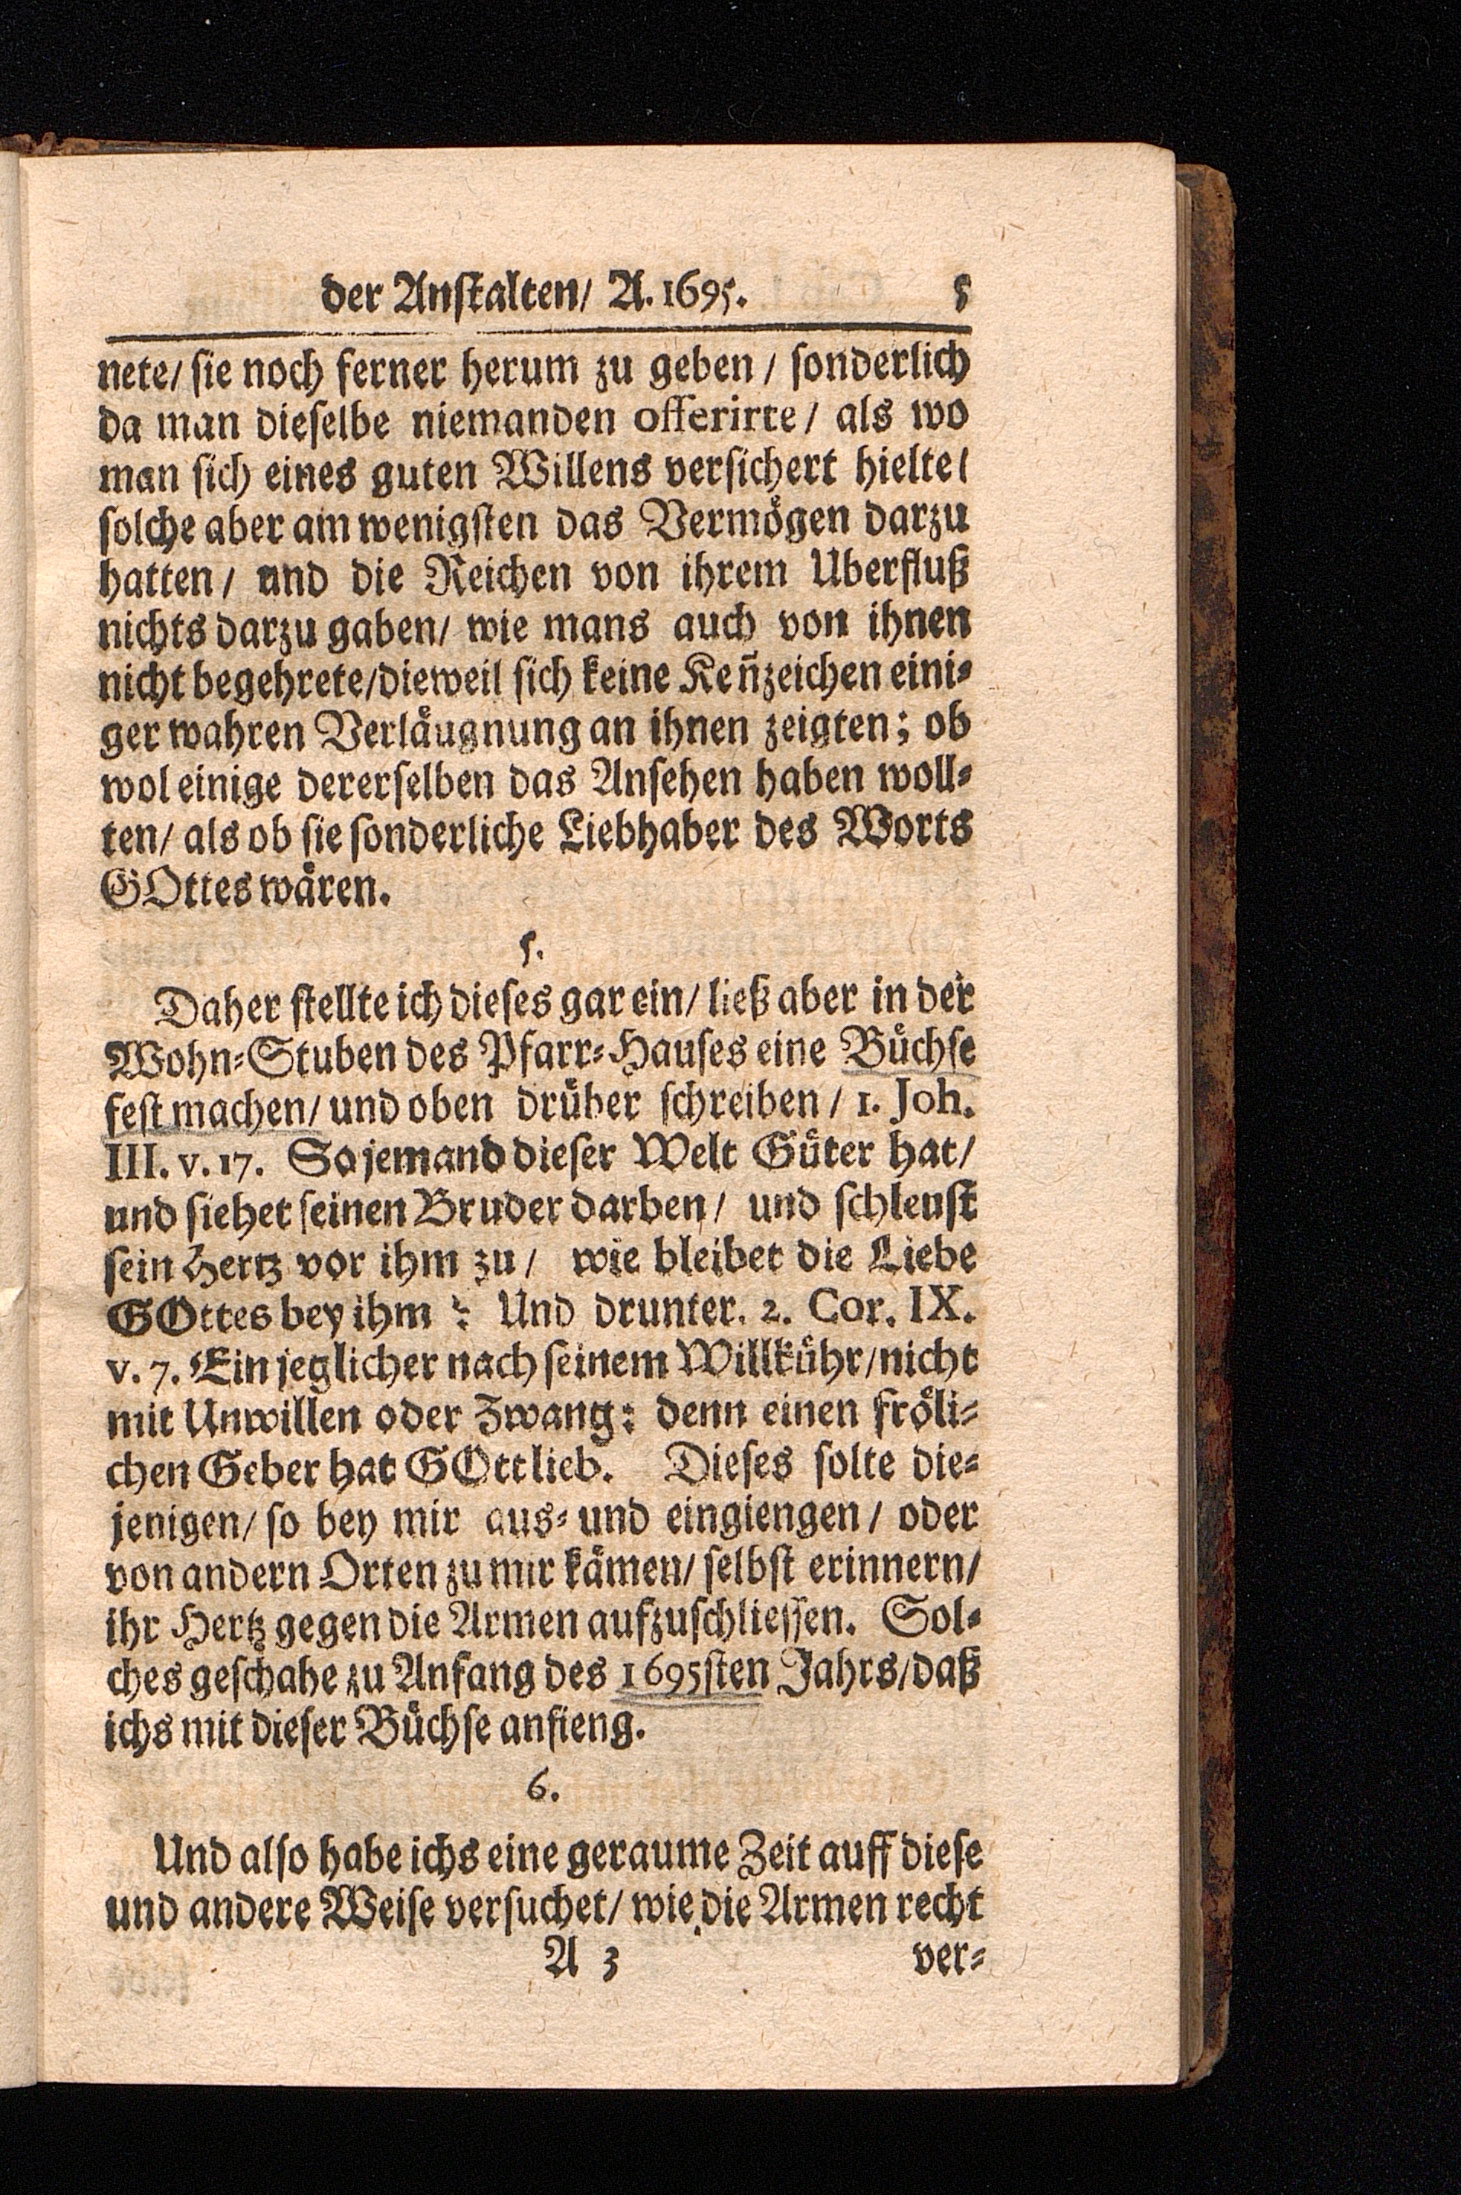 der Anstalten/ A. 1695. 5
nete/ sie noch ferner herum zu geben / sonderlich
da man dieselbe niemanden offerirte / als wo
man sich eines guten Willens versichert hielte/
solche aber am wenigsten das Vermögen darzu
hatten/ und die Reichen von ihrem Uberfluß
nichts darzu gaben/ wie mans auch von ihnen
nicht begehrete/dieweil sich keine Keñzeichen eini-
ger wahren Verläugnung an ihnen zeigten; ob
wol einige dererselben das Ansehen haben woll-
ten/ als ob sie sonderliche Liebhaber des Worts
GOttes wären.
5.
Daher stellte ich dieses gar ein/ ließ aber in der
Wohn-Stuben des Pfarr-Hauses eine Büchse
fest machen/ und oben drüber schreiben / 1. Joh.
III. v. 17. So jemand dieser Welt Güter hat/
und siehet seinen Bruder darben/ und schleust
sein Hertz vor ihm zu/ wie bleibet die Liebe
GOttes bey ihm ? Und drunter. 2. Cor. IX.
v. 7. Ein jeglicher nach seinem Willkühr/nicht
mit Unwillen oder Zwang: denn einen fröli-
chen Geber hat GOtt lieb. Dieses solte die-
jenigen/ so bey mir aus- und eingiengen / oder
von andern Orten zu mir kämen/ selbst erinnern/
ihr Hertz gegen die Armen aufzuschliessen. Sol-
ches geschahe zu Anfang des 1695sten Jahrs/daß
ichs mit dieser Büchse anfieng.
6.
Und also habe ichs eine geraume Zeit auff diese
und andere Weise versuchet/ wie die Armen recht
A 3 ver-